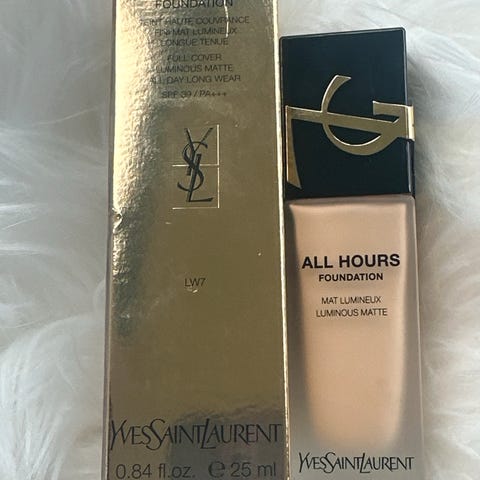 FOUNDATION
TEINT HAUTE COUVRANCE
FINI MAT LUMINEUX
LONGUE TENUE
FULL COVER
LUMINOUS MATTE
ALL DAY LONG WEAR
SPF 39 / PA+++
YSL
LW7
YVESSAINTLAURENT
0.84 fl.oz. ℮ 25 ml
ALL HOURS
FOUNDATION
MAT LUMINEUX
LUMINOUS MATTE
YVESSAINTLAURENT